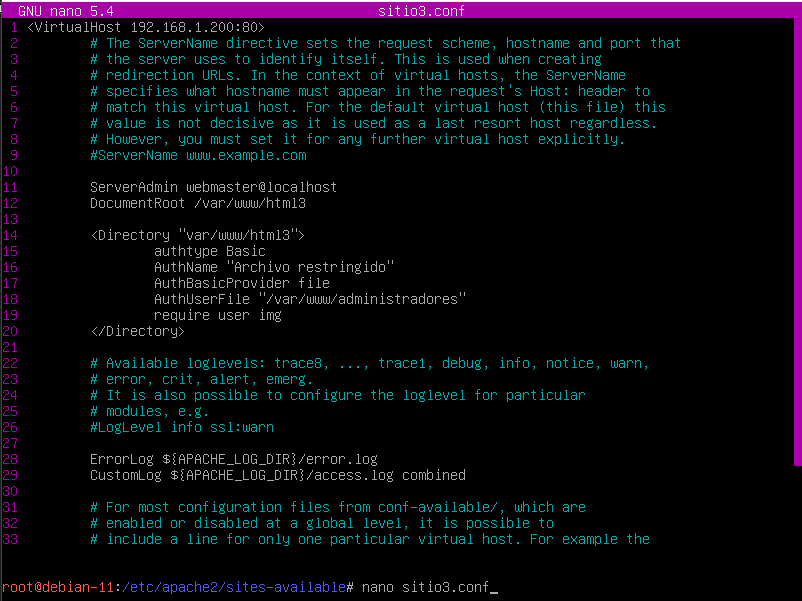 GNU nano 5.4 sitio3.conf
1 <VirtualHost 192.168.1.200:80>
2 # The ServerName directive sets the request scheme, hostname and port that
3 # the server uses to identify itself. This is used when creating
4 # redirection URLs. In the context of virtual hosts, the ServerName
5 # specifies what hostname must appear in the request's Host: header to
6 # match this virtual host. For the default virtual host (this file) this
7 # value is not decisive as it is used as a last resort host regardless.
8 # However, you must set it for any further virtual host explicitly.
9 #ServerName www.example.com
10
11 ServerAdmin webmaster@localhost
12 DocumentRoot /var/www/html3
13
14 <Directory "var/www/html3">
15 authtype Basic
16 AuthName "Archivo restringido"
17 AuthBasicProvider file
18 AuthUserFile "/var/www/administradores"
19 require user img
20 </Directory>
21
22 # Available loglevels: trace8, ..., trace1, debug, info, notice, warn,
23 # error, crit, alert, emerg.
24 # It is also possible to configure the loglevel for particular
25 # modules, e.g.
26 #LogLevel info ssl:warn
27
28 ErrorLog ${APACHE_LOG_DIR}/error.log
29 CustomLog ${APACHE_LOG_DIR}/access.log combined
30
31 # For most configuration files from conf-available/, which are
32 # enabled or disabled at a global level, it is possible to
33 # include a line for only one particular virtual host. For example the
root@debian-11:/etc/apache2/sites-available# nano sitio3.conf_